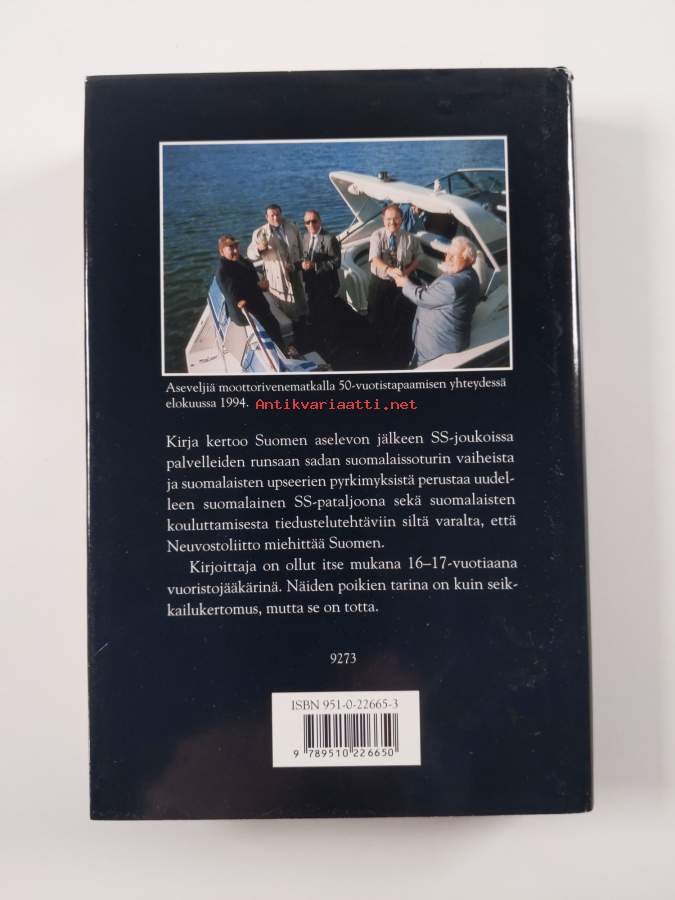 Aseveljiä moottorivenematkalla 50-vuotistapaamisen yhteydessä
elokuussa 1994.
Antikvariaatti.net
Kirja kertoo Suomen aselevon jälkeen SS-joukoissa
palvelleiden runsaan sadan suomalaissoturin vaiheista
ja suomalaisten upseerien pyrkimyksistä perustaa uudel-
leen suomalainen SS-pataljoona sekä suomalaisten
kouluttamisesta tiedustelutehtäviin siltä varalta, että
Neuvostoliitto miehittää Suomen.
Kirjoittaja on ollut itse mukana 16–17-vuotiaana
vuoristojääkärinä. Näiden poikien tarina on kuin seik-
kailukertomus, mutta se on totta.
9273
ISBN 951-0-22665-3
9 789510 226650